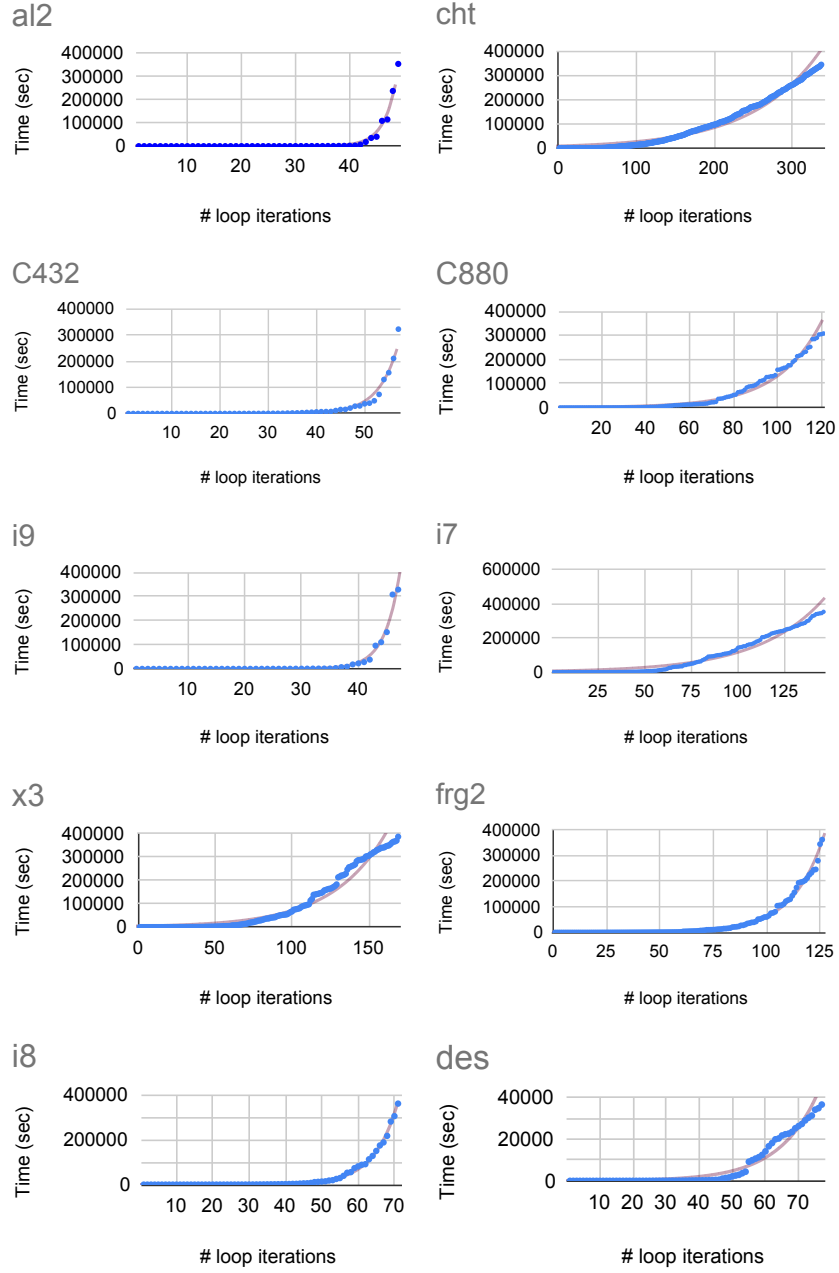 al2
Time (sec)
400000
300000
200000
100000
0
10 20 30 40
# loop iterations
cht
Time (sec)
400000
300000
200000
100000
0
0 100 200 300
# loop iterations
C432
Time (sec)
400000
300000
200000
100000
0
10 20 30 40 50
# loop iterations
C880
Time (sec)
400000
300000
200000
100000
0
20 40 60 80 100 120
# loop iterations
i9
Time (sec)
400000
300000
200000
100000
0
10 20 30 40
# loop iterations
i7
Time (sec)
600000
400000
200000
0
25 50 75 100 125
# loop iterations
x3
Time (sec)
400000
300000
200000
100000
0
0 50 100 150
# loop iterations
frg2
Time (sec)
400000
300000
200000
100000
0
0 25 50 75 100 125
# loop iterations
i8
Time (sec)
400000
200000
0
10 20 30 40 50 60 70
# loop iterations
des
Time (sec)
40000
20000
0
10 20 30 40 50 60 70
# loop iterations